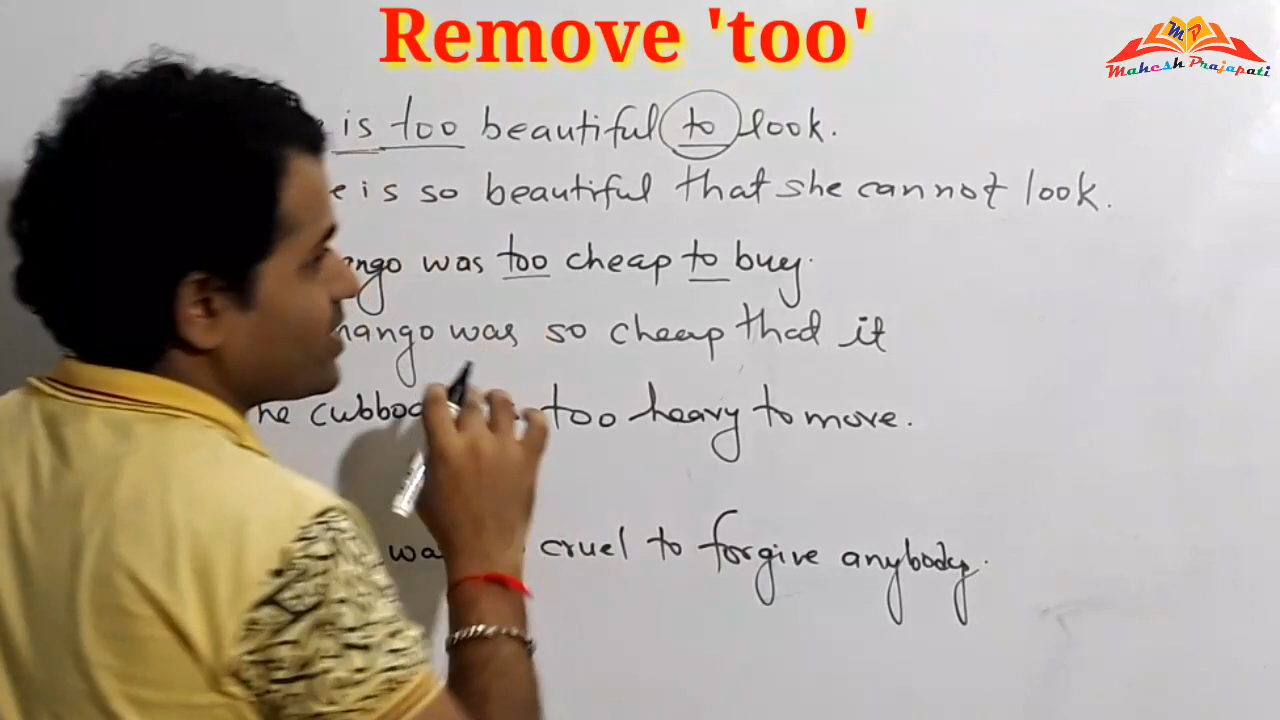 Remove 'too'
MP
Mahesh Prajapati
is too beautiful to look.
e is so beautiful that she cannot look.
ango was too cheap to buy.
mango was so cheap that it
he cubboa too heavy to move.
wa cruel to forgive anybody.